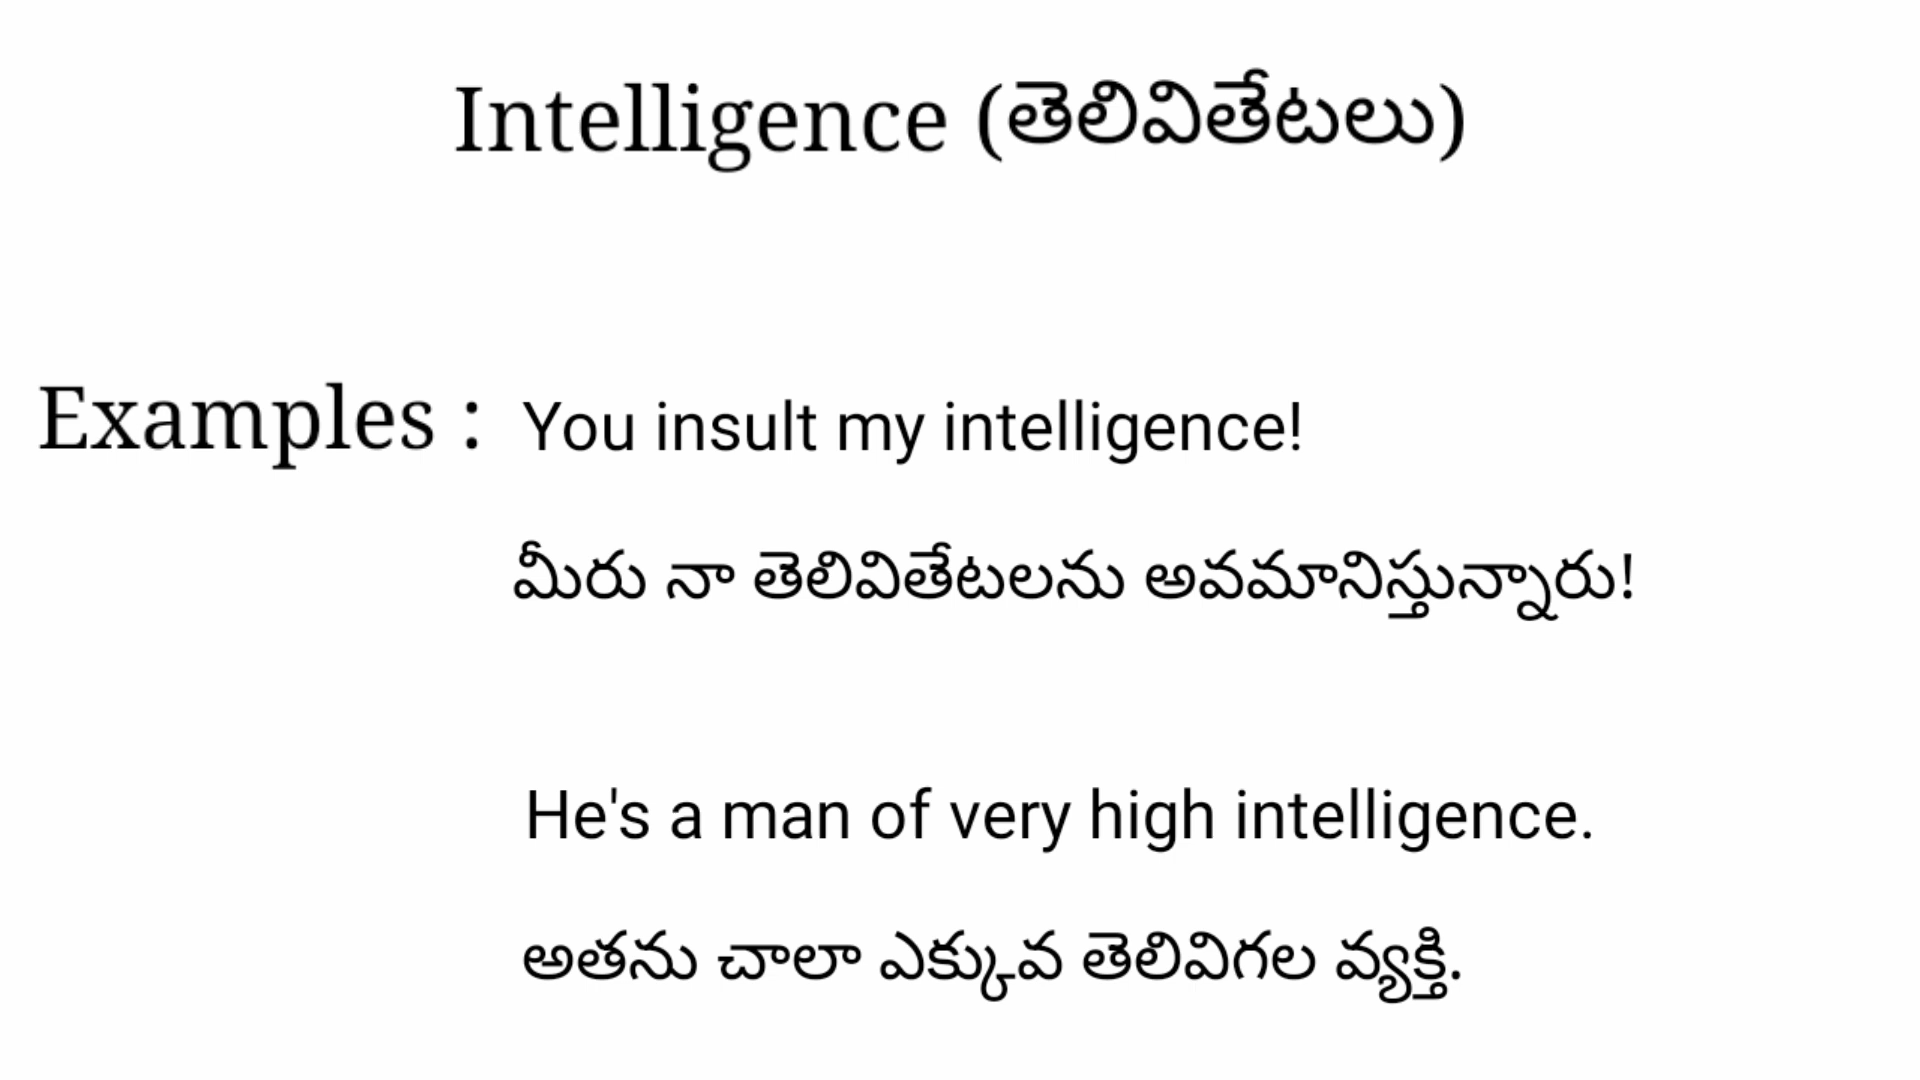 Intelligence (తెలివితేటలు)
Examples : You insult my intelligence!
మీరు నా తెలివితేటలను అవమానిస్తున్నారు!
He's a man of very high intelligence.
అతను చాలా ఎక్కువ తెలివిగల వ్యక్తి.